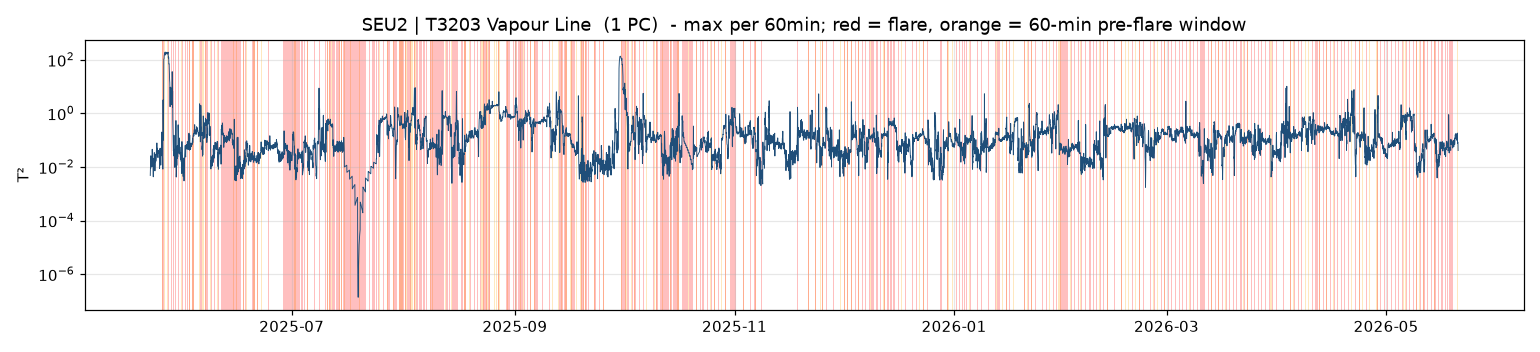 SEU2 | T3203 Vapour Line  (1 PC)  - max per 60min; red = flare, orange = 60-min pre-flare window
T²
10²
10⁰
10⁻²
10⁻⁴
10⁻⁶
2025-07 2025-09 2025-11 2026-01 2026-03 2026-05